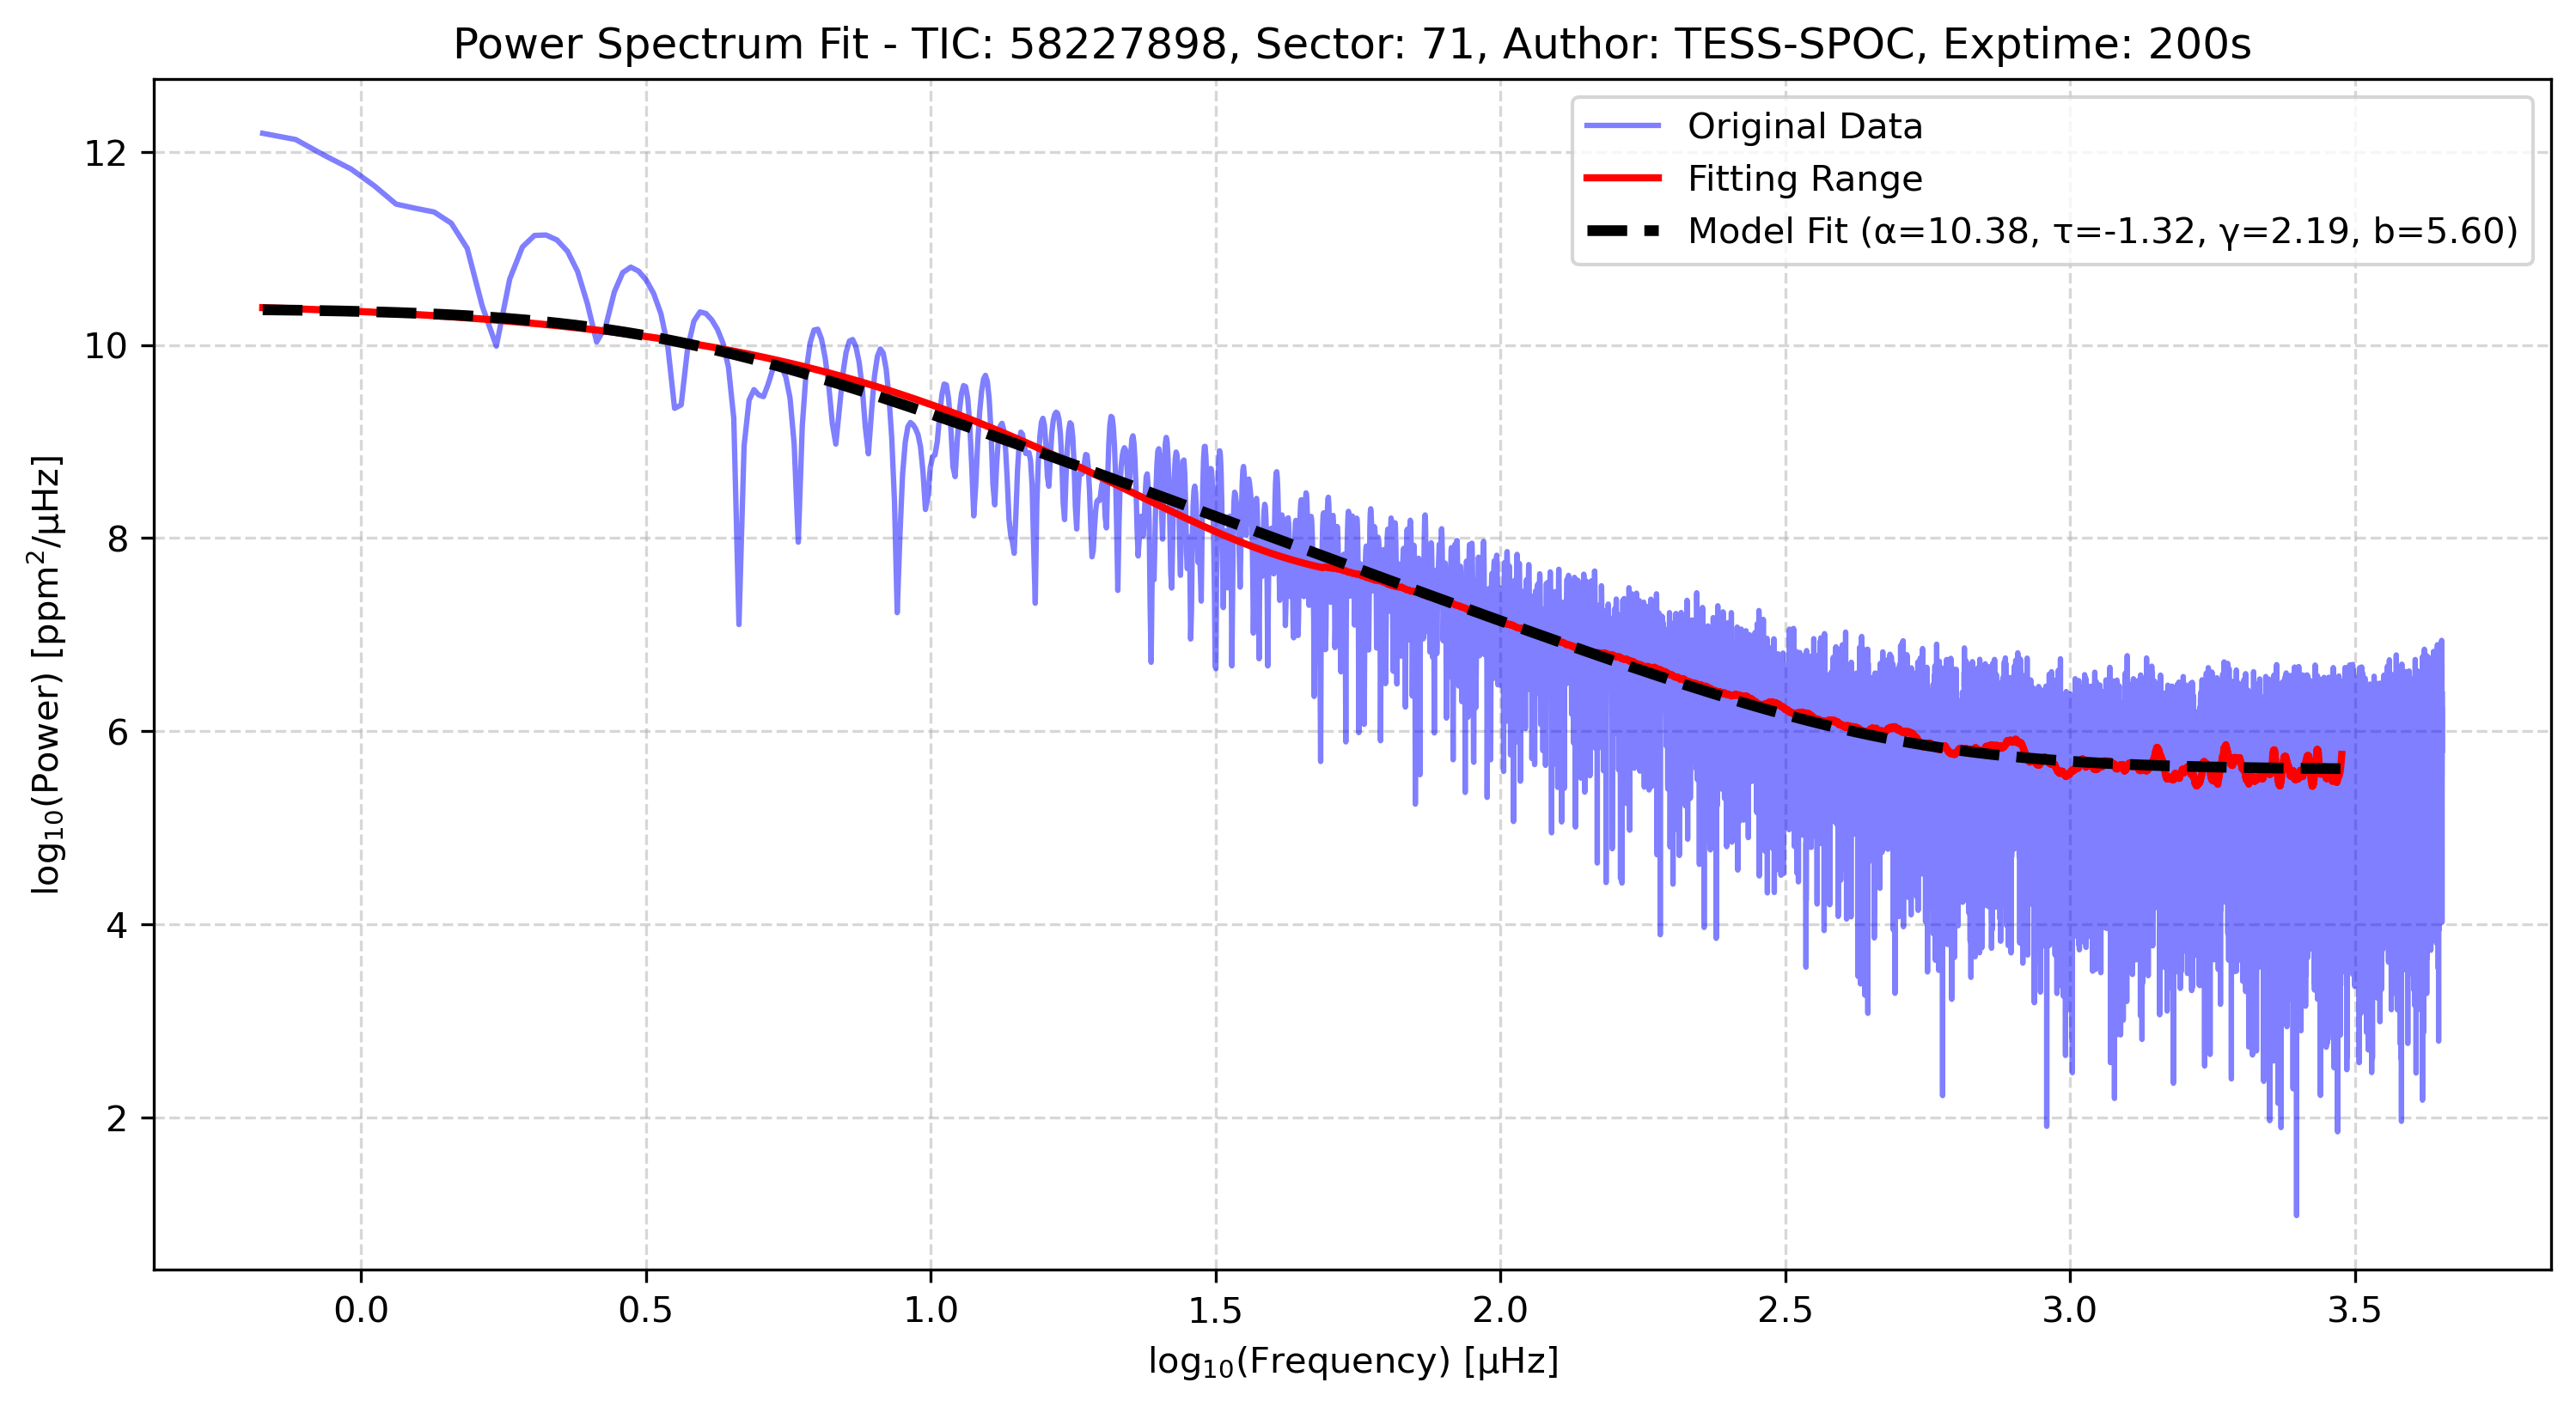 Power Spectrum Fit - TIC: 58227898, Sector: 71, Author: TESS-SPOC, Exptime: 200s
Original Data
Fitting Range
Model Fit (α=10.38, τ=-1.32, γ=2.19, b=5.60)
log₁₀(Power) [ppm²/µHz]
12
10
8
6
4
2
0.0 0.5 1.0 1.5 2.0 2.5 3.0 3.5
log₁₀(Frequency) [µHz]